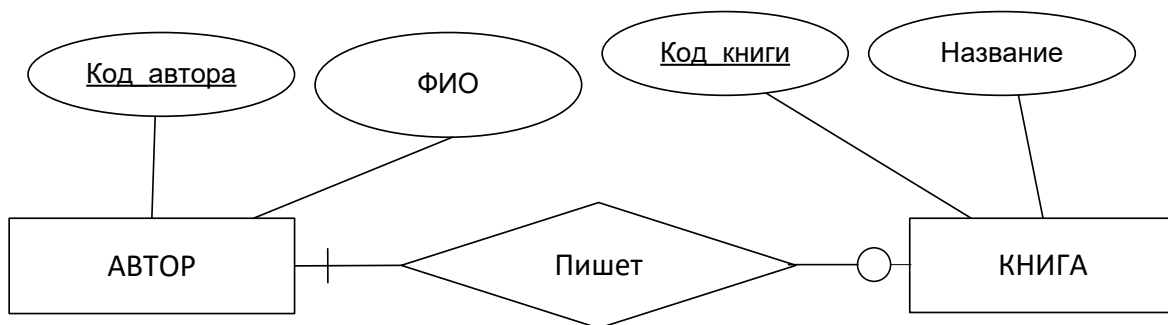 Код_автора
ФИО
Код_книги
Название
АВТОР
Пишет
КНИГА